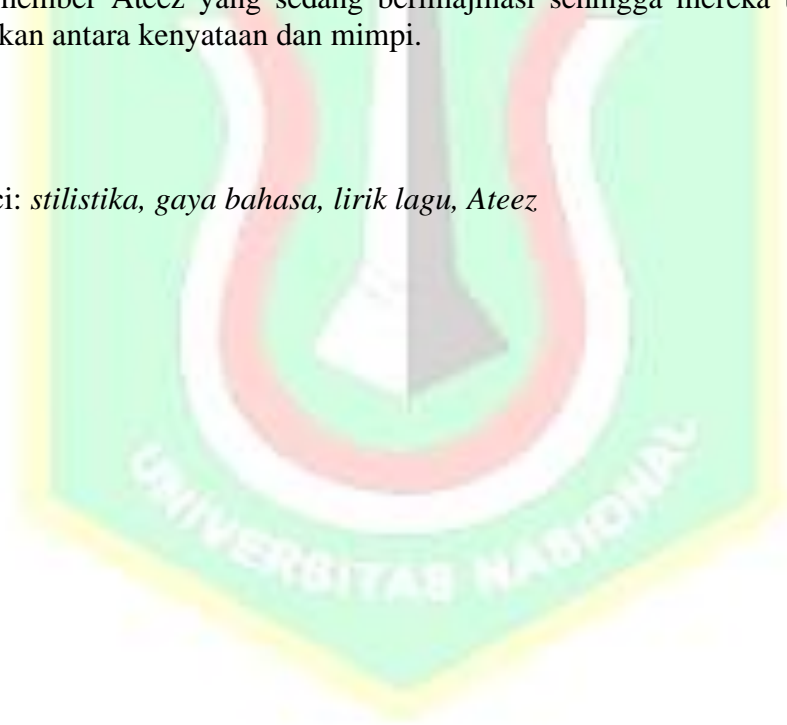 member Ateez yang sedang berimajinasi sehingga mereka
kan antara kenyataan dan mimpi.
ci: stilistika, gaya bahasa, lirik lagu, Ateez
UNIVERSITAS NASIONAL